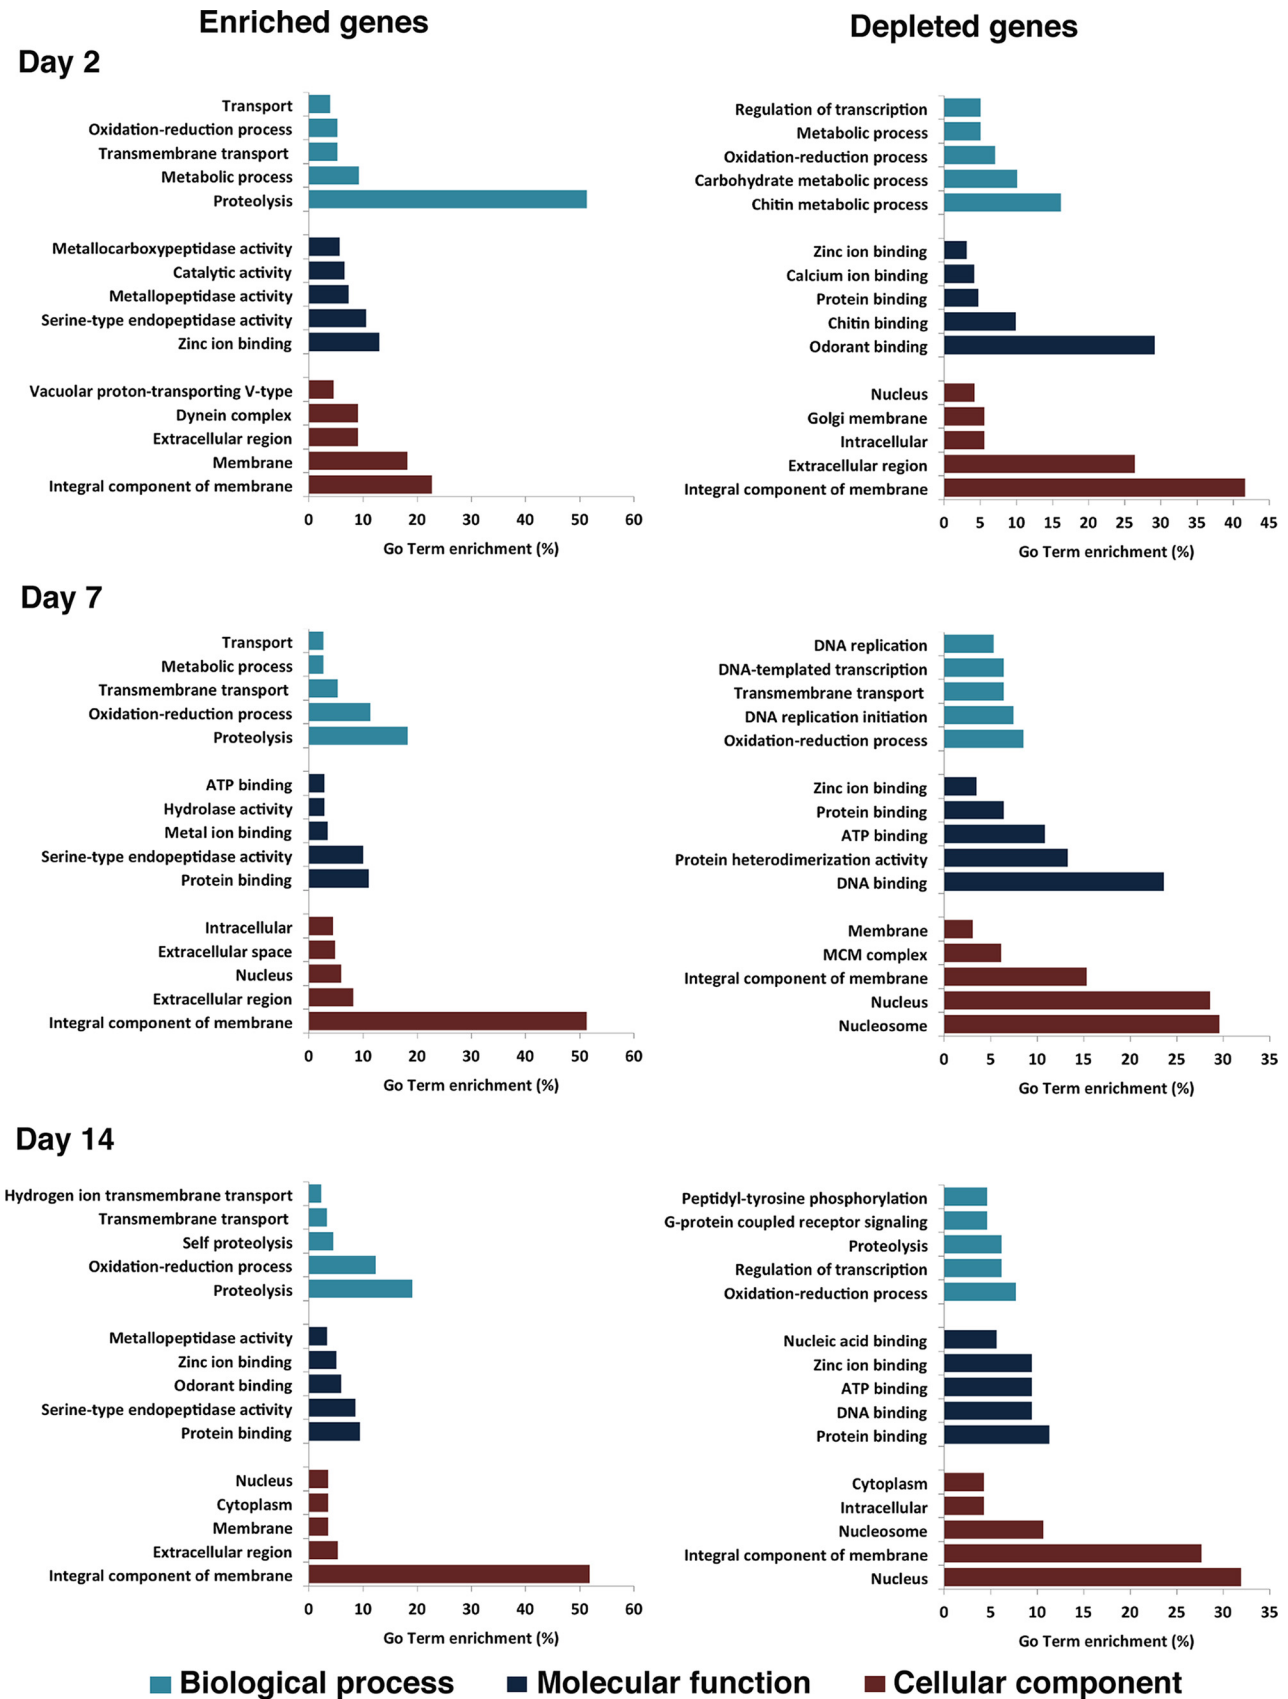 Enriched genes
Depleted genes
Day 2
Transport
Oxidation-reduction process
Transmembrane transport
Metabolic process
Proteolysis
Metallocarboxypeptidase activity
Catalytic activity
Metallopeptidase activity
Serine-type endopeptidase activity
Zinc ion binding
Vacuolar proton-transporting V-type
Dynein complex
Extracellular region
Membrane
Integral component of membrane
0 10 20 30 40 50 60
Go Term enrichment (%)
Regulation of transcription
Metabolic process
Oxidation-reduction process
Carbohydrate metabolic process
Chitin metabolic process
Zinc ion binding
Calcium ion binding
Protein binding
Chitin binding
Odorant binding
Nucleus
Golgi membrane
Intracellular
Extracellular region
Integral component of membrane
0 5 10 15 20 25 30 35 40 45
Go Term enrichment (%)
Day 7
Transport
Metabolic process
Transmembrane transport
Oxidation-reduction process
Proteolysis
ATP binding
Hydrolase activity
Metal ion binding
Serine-type endopeptidase activity
Protein binding
Intracellular
Extracellular space
Nucleus
Extracellular region
Integral component of membrane
0 10 20 30 40 50 60
Go Term enrichment (%)
DNA replication
DNA-templated transcription
Transmembrane transport
DNA replication initiation
Oxidation-reduction process
Zinc ion binding
Protein binding
ATP binding
Protein heterodimerization activity
DNA binding
Membrane
MCM complex
Integral component of membrane
Nucleus
Nucleosome
0 5 10 15 20 25 30 35
Go Term enrichment (%)
Day 14
Hydrogen ion transmembrane transport
Transmembrane transport
Self proteolysis
Oxidation-reduction process
Proteolysis
Metallopeptidase activity
Zinc ion binding
Odorant binding
Serine-type endopeptidase activity
Protein binding
Nucleus
Cytoplasm
Membrane
Extracellular region
Integral component of membrane
0 10 20 30 40 50 60
Go Term enrichment (%)
Peptidyl-tyrosine phosphorylation
G-protein coupled receptor signaling
Proteolysis
Regulation of transcription
Oxidation-reduction process
Nucleic acid binding
Zinc ion binding
ATP binding
DNA binding
Protein binding
Cytoplasm
Intracellular
Nucleosome
Integral component of membrane
Nucleus
0 5 10 15 20 25 30 35
Go Term enrichment (%)
Biological process Molecular function Cellular component